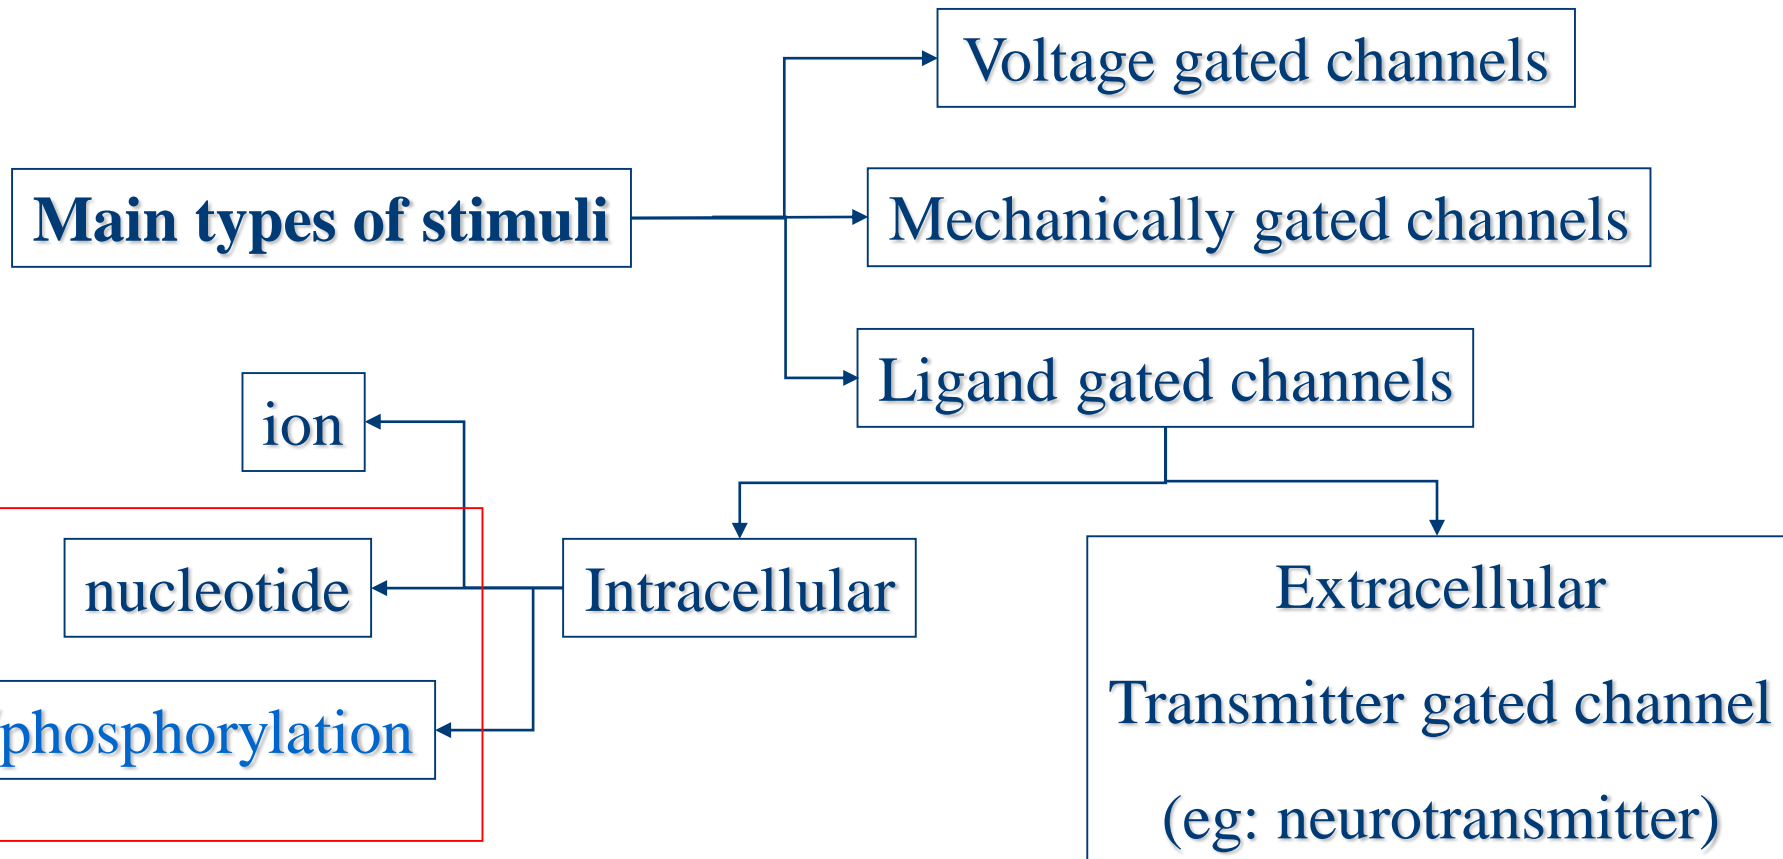 Voltage gated channels
Main types of stimuli
Mechanically gated channels
Ligand gated channels
ion
nucleotide
Intracellular
Extracellular
phosphorylation
Transmitter gated channel
(eg: neurotransmitter)